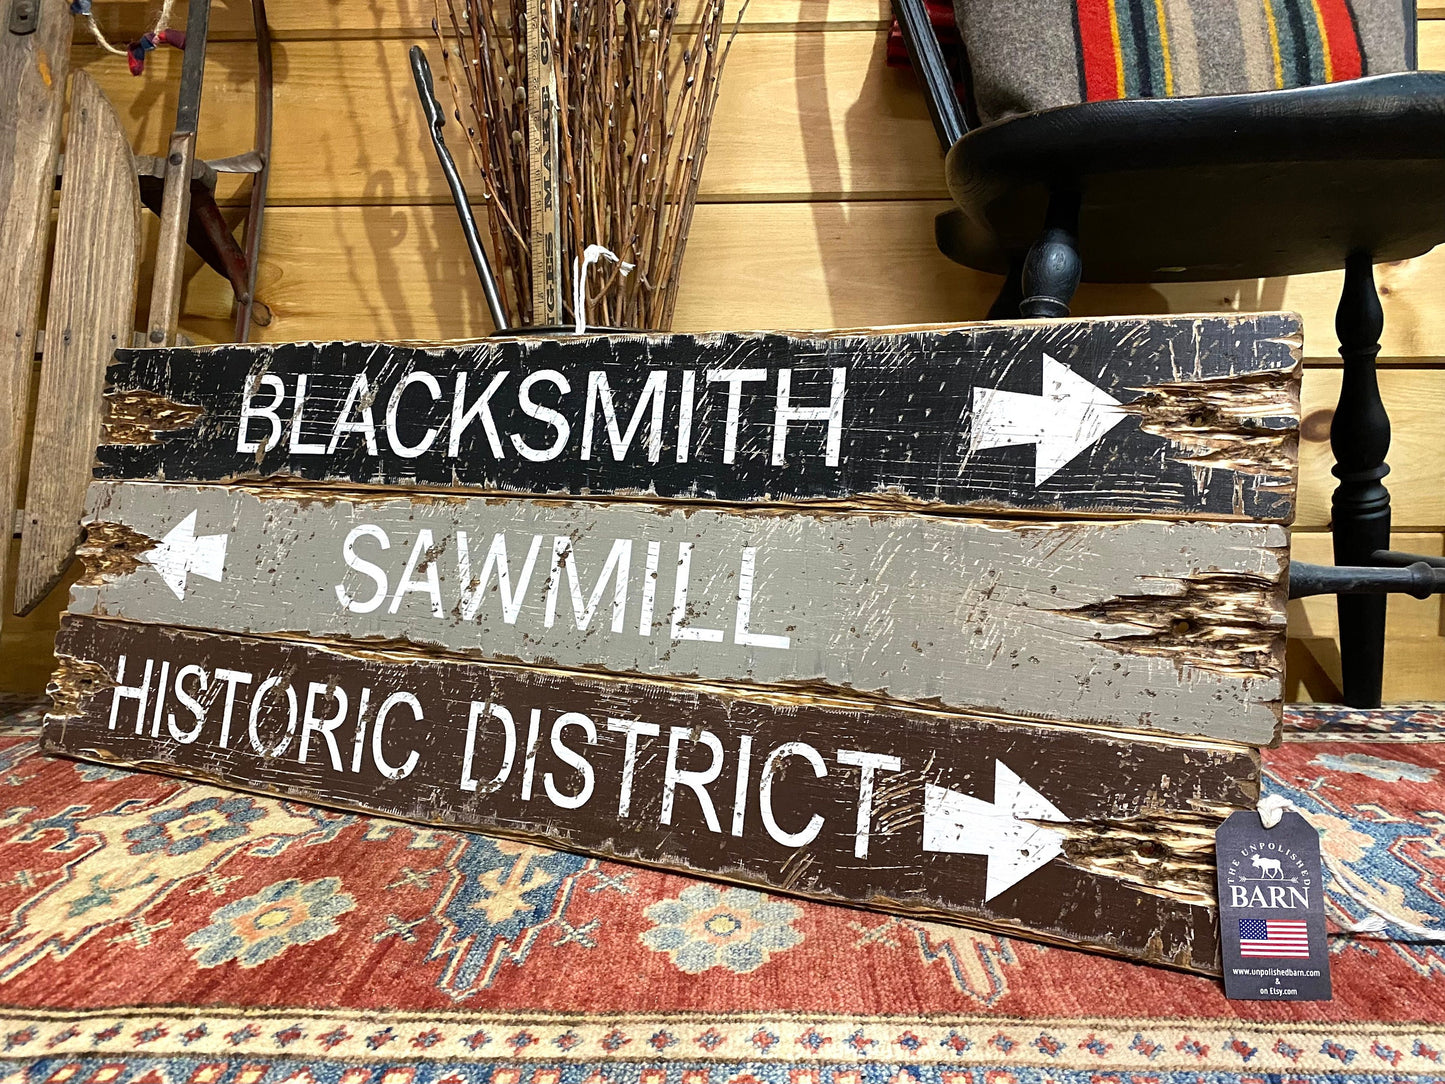 BLACKSMITH
SAWMILL
HISTORIC DISTRICT
THE UNPOLISHED
BARN
www.unpolishedbarn.com
&
on Etsy.com